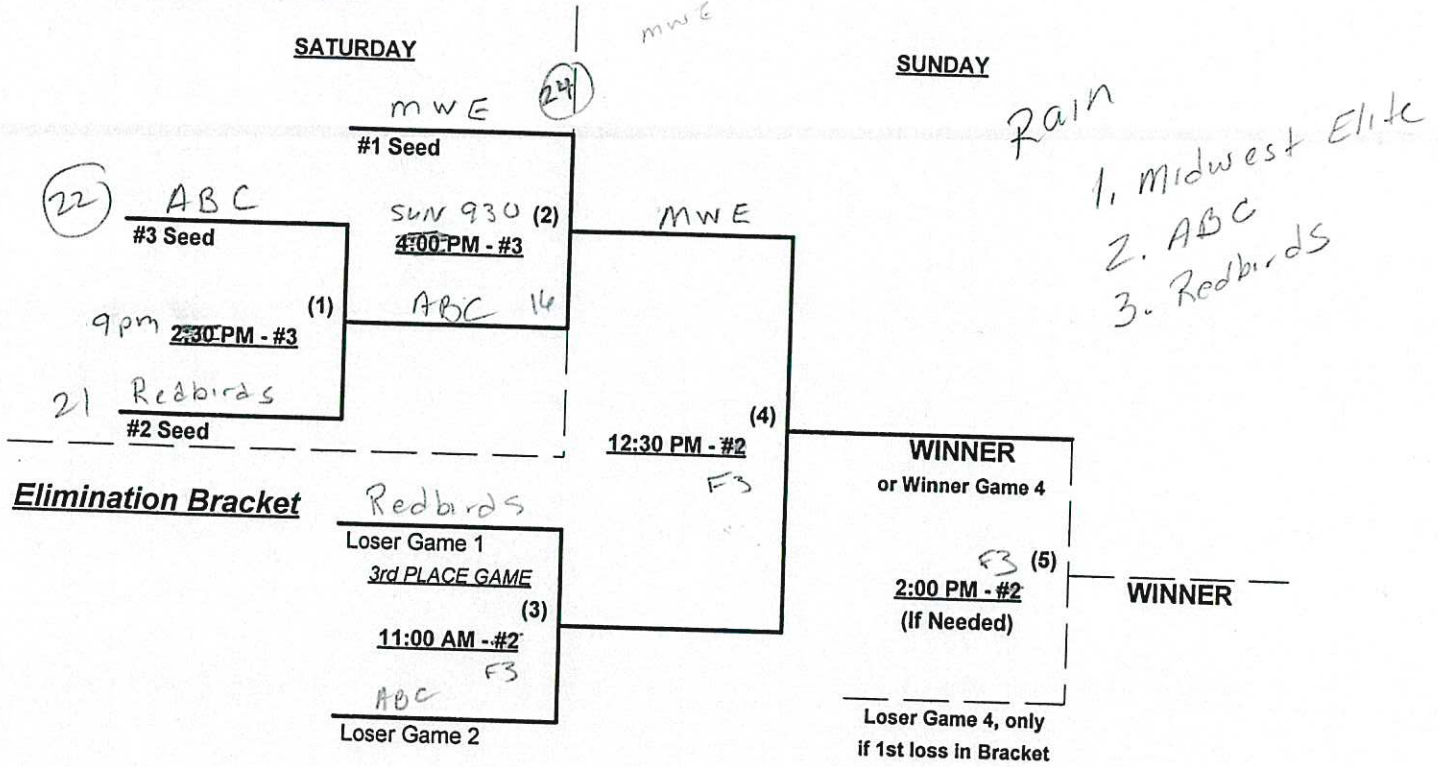 mwE
SATURDAY
SUNDAY
24
mWE
#1 Seed
Rain
1. Midwest Elite
2. ABC
3. Redbirds
22 ABC
#3 Seed
SUN 930 (2)
4:00 PM - #3
MWE
(1)
9pm 2:30 PM - #3
ABC 16
21 Redbirds
#2 Seed
(4)
12:30 PM - #2
F3
WINNER
or Winner Game 4
Elimination Bracket
Redbirds
Loser Game 1
3rd PLACE GAME
(3)
11:00 AM - #2
F3
ABC
Loser Game 2
F3 (5)
2:00 PM - #2
(If Needed)
WINNER
Loser Game 4, only
if 1st loss in Bracket